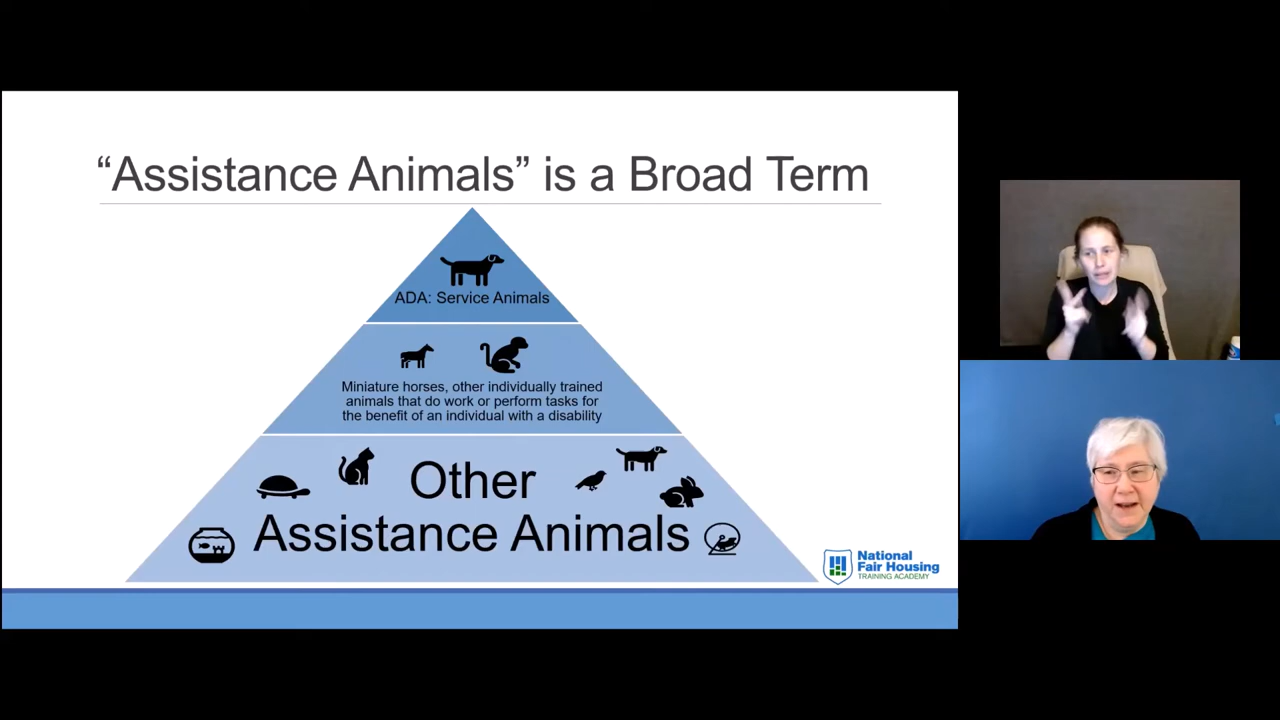 “Assistance Animals” is a Broad Term
ADA: Service Animals
Miniature horses, other individually trained
animals that do work or perform tasks for
the benefit of an individual with a disability
Other
Assistance Animals
National
Fair Housing
TRAINING ACADEMY